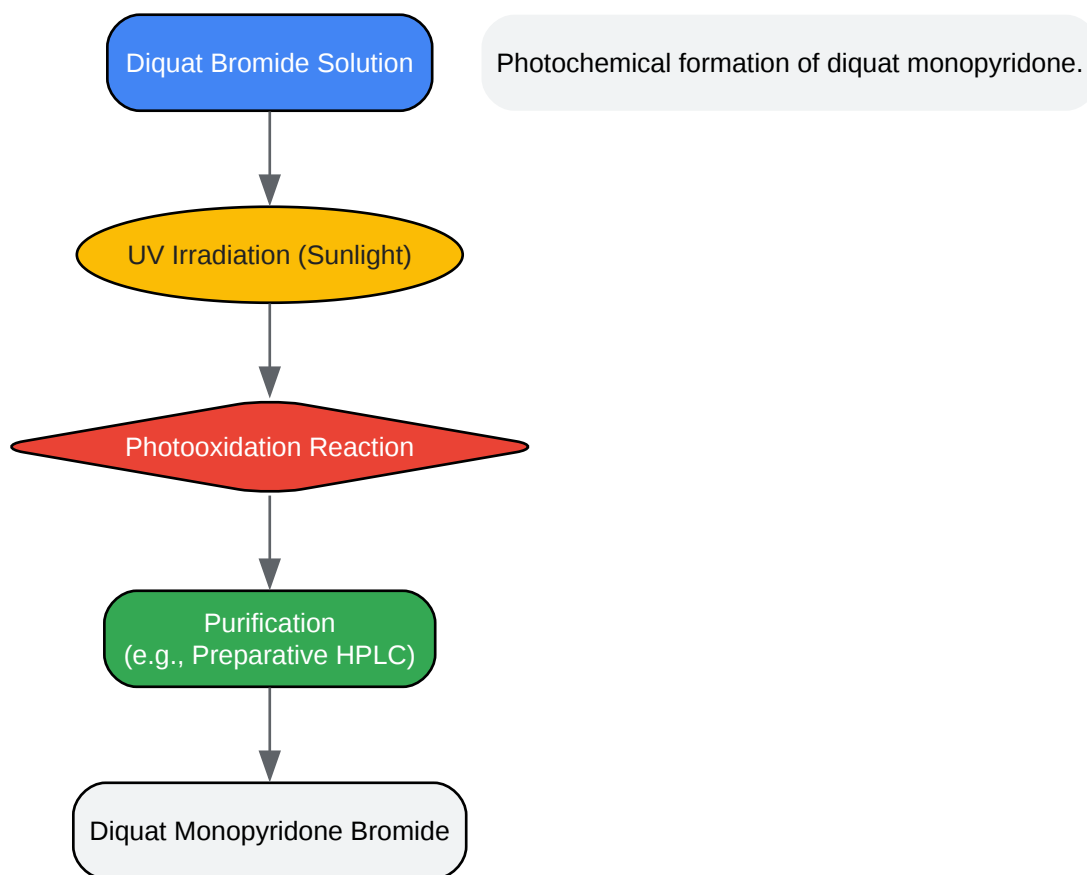 Diquat Bromide Solution
Photochemical formation of diquat monopyridone.
UV Irradiation (Sunlight)
Photooxidation Reaction
Purification
(e.g., Preparative HPLC)
Diquat Monopyridone Bromide